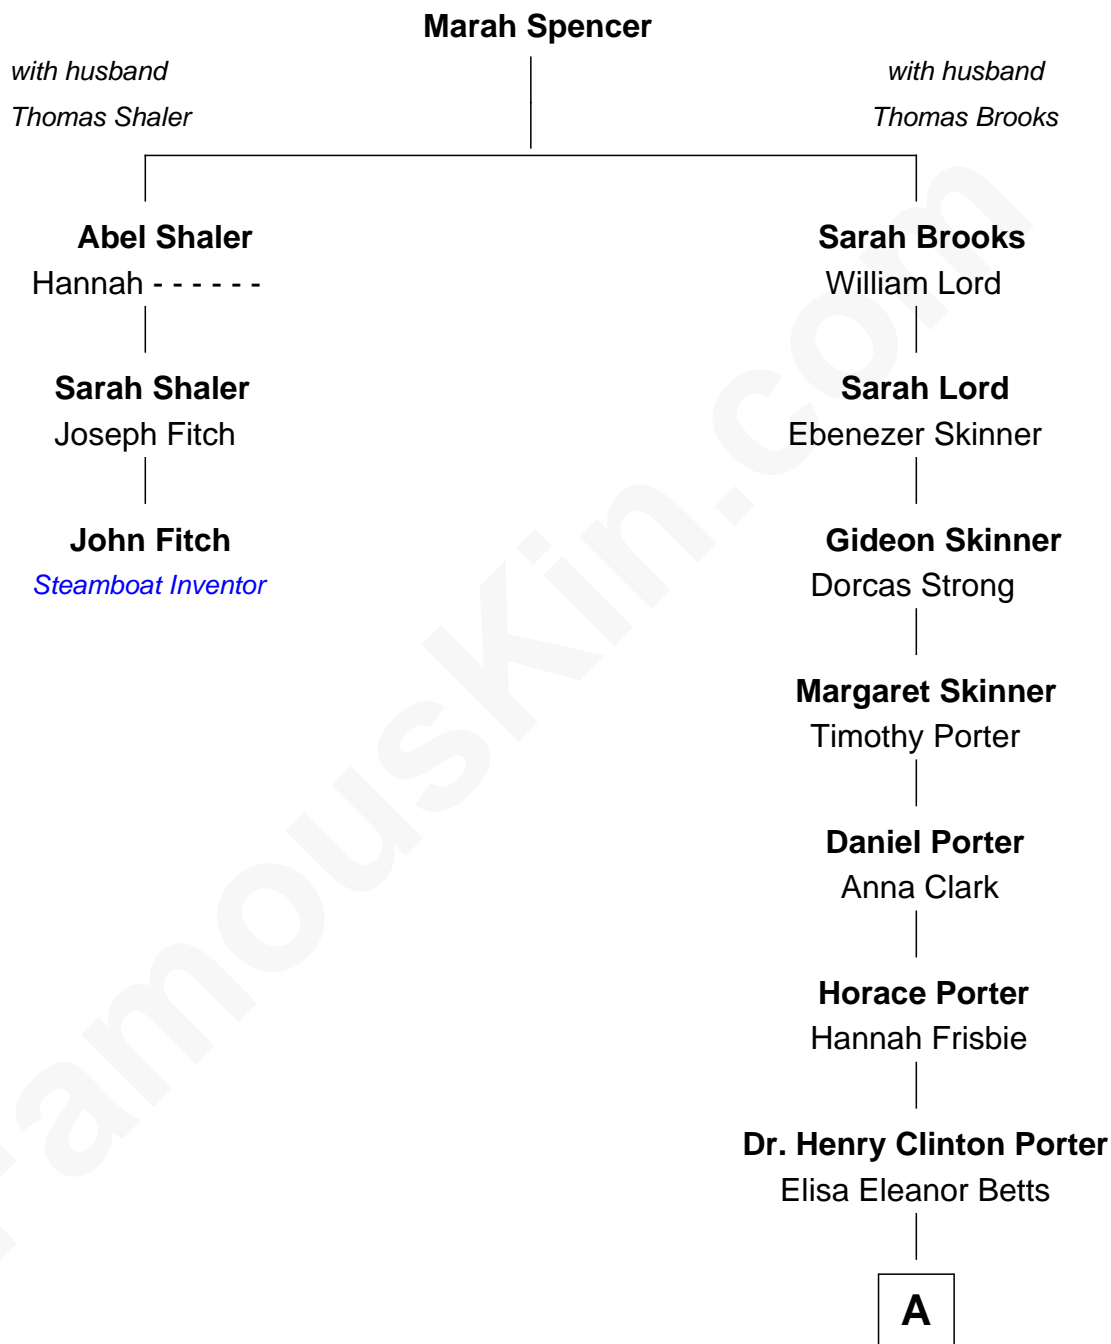 Marah Spencer
with husband
Thomas Shaler
with husband
Thomas Brooks
Abel Shaler
Hannah - - - - - -
Sarah Brooks
William Lord
Sarah Shaler
Joseph Fitch
Sarah Lord
Ebenezer Skinner
John Fitch
Steamboat Inventor
Gideon Skinner
Dorcas Strong
Margaret Skinner
Timothy Porter
Daniel Porter
Anna Clark
Horace Porter
Hannah Frisbie
Dr. Henry Clinton Porter
Elisa Eleanor Betts
A
FamousKin.com